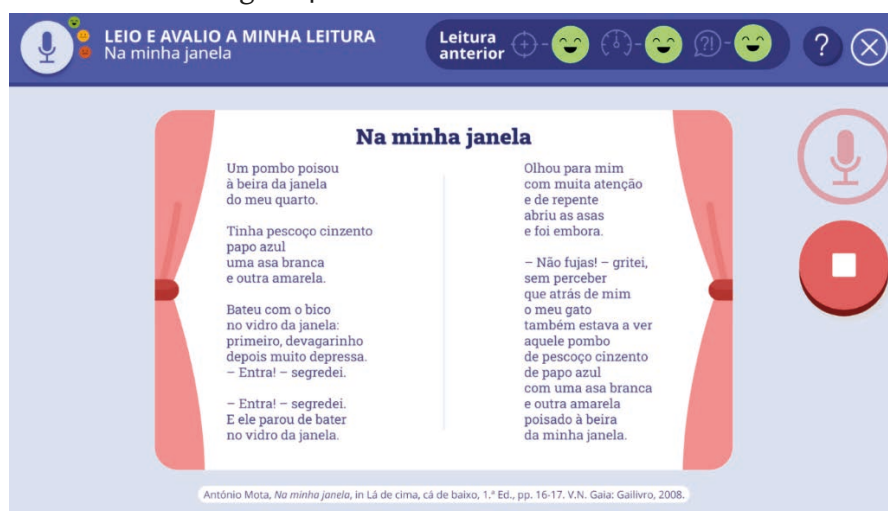 LEIO E AVALIO A MINHA LEITURA
Na minha janela
Leitura
anterior
?!
?
Na minha janela
Um pombo poisou
à beira da janela
do meu quarto.
Tinha pescoço cinzento
papo azul
uma asa branca
e outra amarela.
Bateu com o bico
no vidro da janela:
primeiro, devagarinho
depois muito depressa.
– Entra! – segredei.
– Entra! – segredei.
E ele parou de bater
no vidro da janela.
Olhou para mim
com muita atenção
e de repente
abriu as asas
e foi embora.
– Não fujas! – gritei,
sem perceber
que atrás de mim
o meu gato
também estava a ver
aquele pombo
de pescoço cinzento
de papo azul
com uma asa branca
e outra amarela
poisado à beira
da minha janela.
António Mota, Na minha janela, in Lá de cima, cá de baixo, 1.ª Ed., pp. 16-17. V.N. Gaia: Gailivro, 2008.